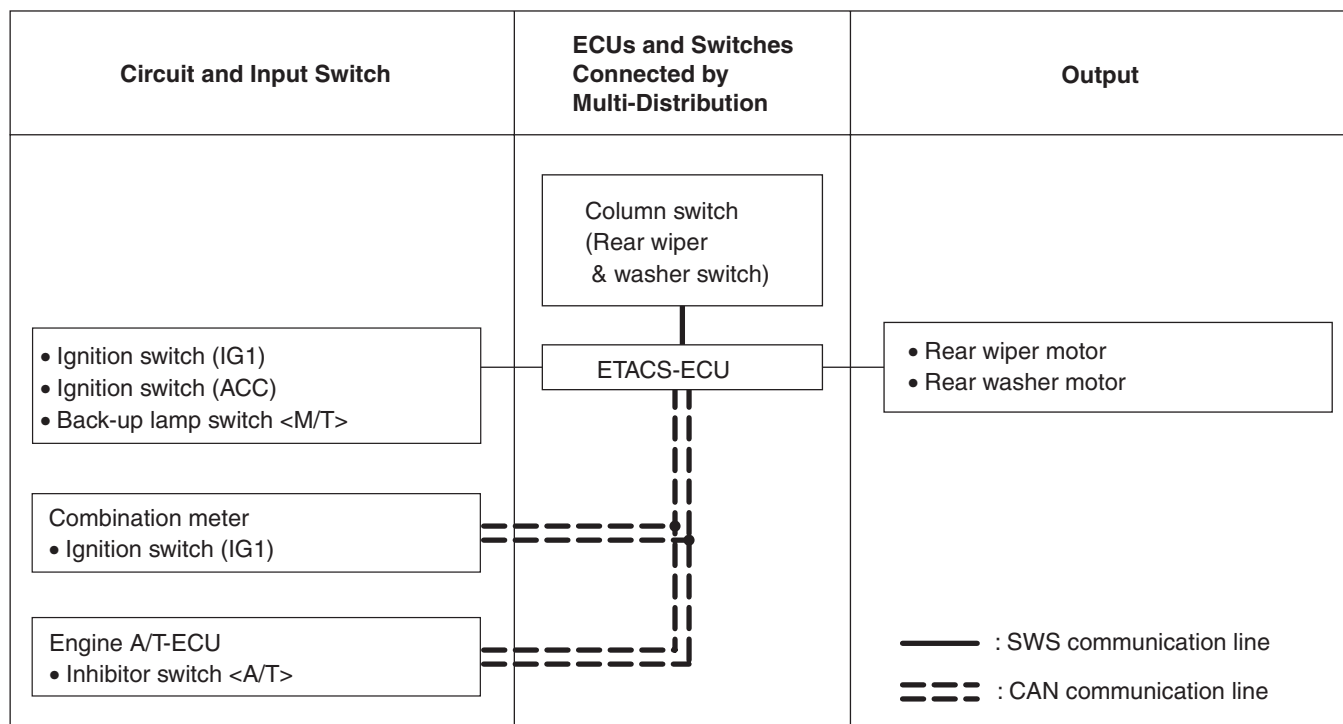 Circuit and Input Switch
ECUs and Switches
Connected by
Multi-Distribution
Output
Column switch
(Rear wiper
& washer switch)
• Ignition switch (IG1)
• Ignition switch (ACC)
• Back-up lamp switch <M/T>
ETACS-ECU
• Rear wiper motor
• Rear washer motor
Combination meter
• Ignition switch (IG1)
Engine A/T-ECU
• Inhibitor switch <A/T>
: SWS communication line
: CAN communication line